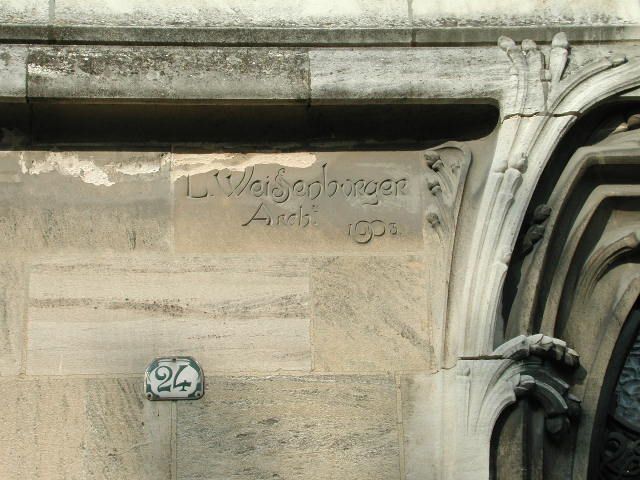 L. Weißenburger
Archt 1903.
24